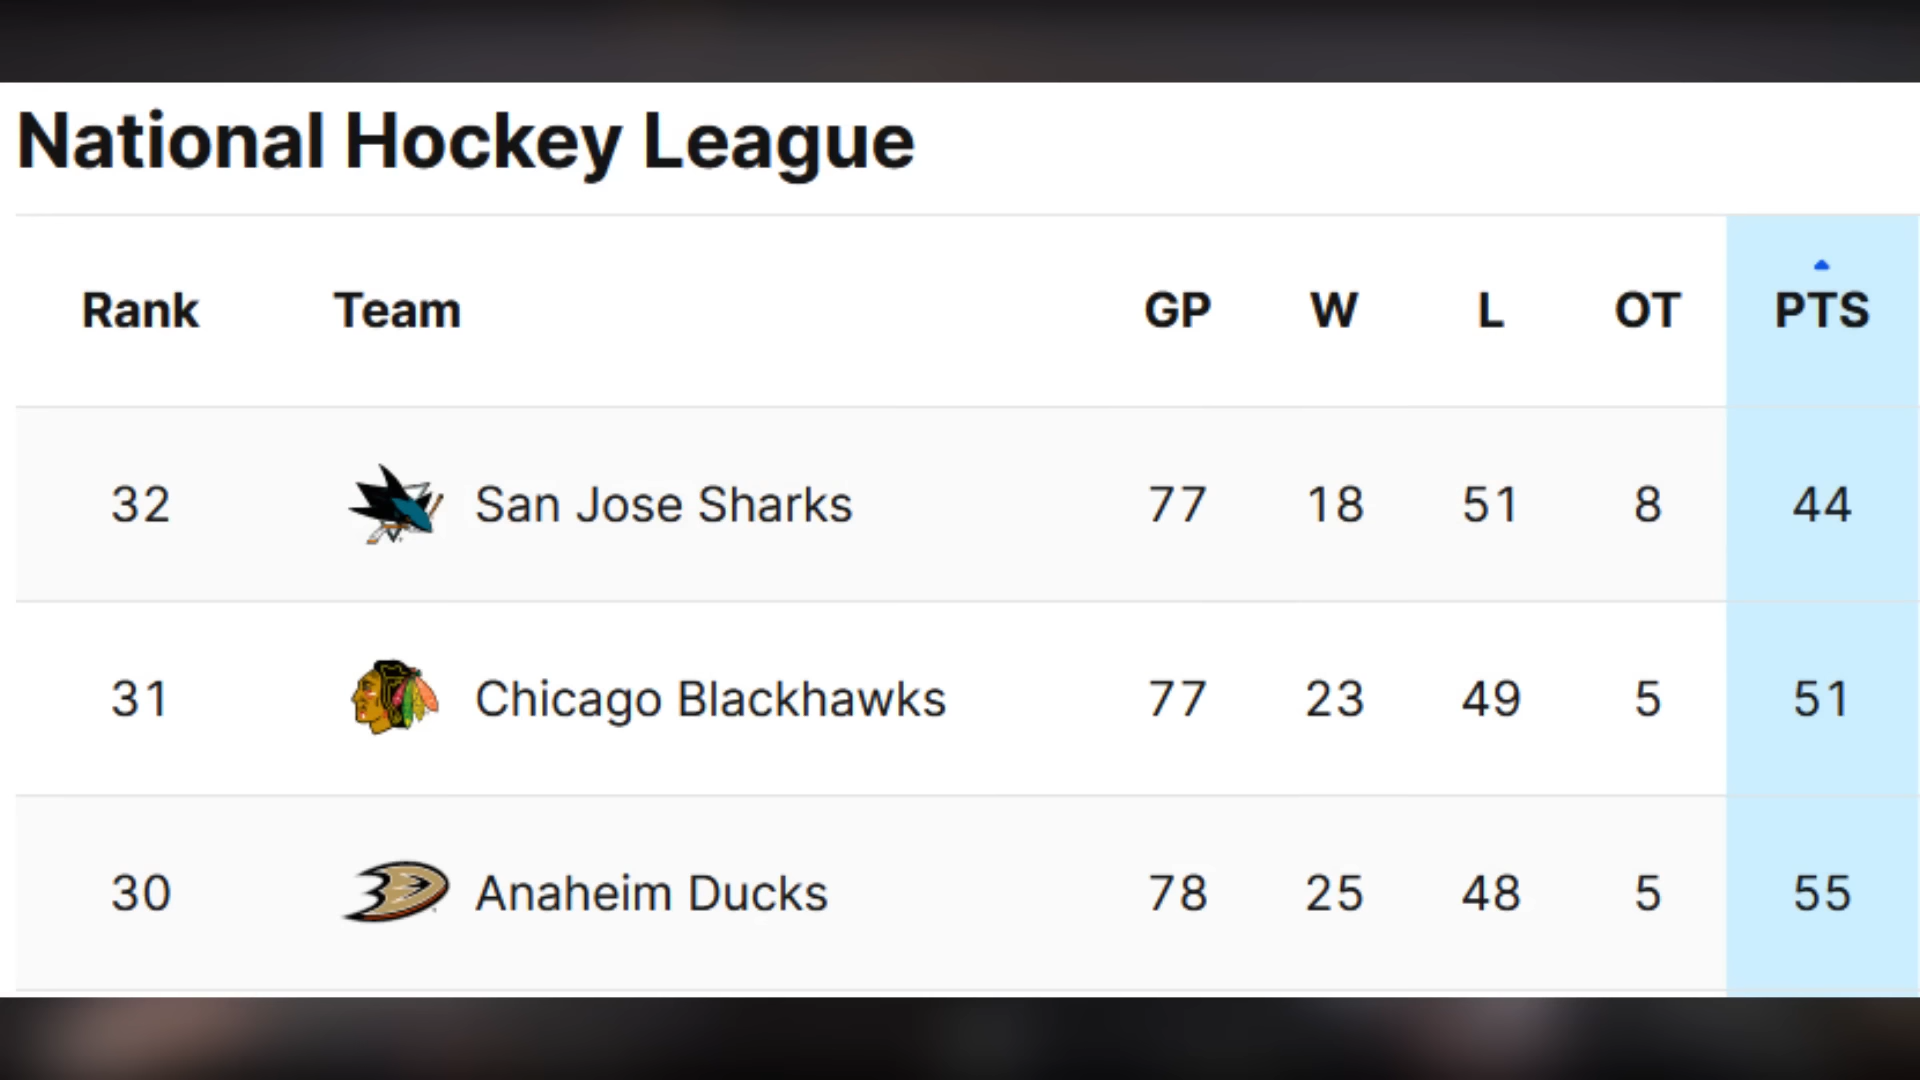 National Hockey League
Rank Team GP W L OT PTS
32 San Jose Sharks 77 18 51 8 44
31 Chicago Blackhawks 77 23 49 5 51
30 Anaheim Ducks 78 25 48 5 55